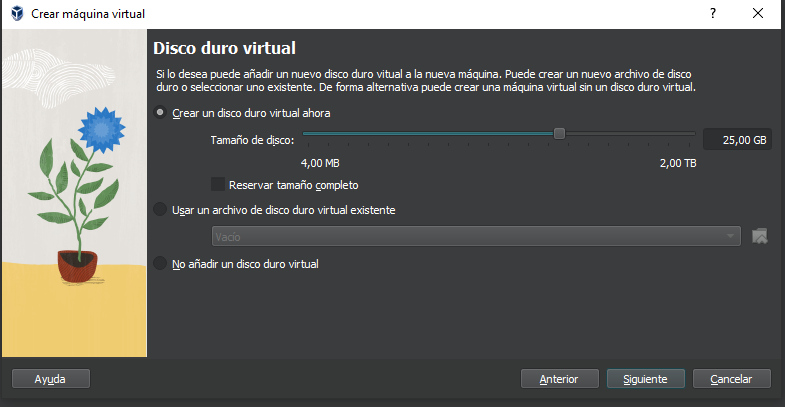 Crear máquina virtual
?
Disco duro virtual
Si lo desea puede añadir un nuevo disco duro vitual a la nueva máquina. Puede crear un nuevo archivo de disco
duro o seleccionar uno existente. De forma alternativa puede crear una máquina virtual sin un disco duro virtual.
Crear un disco duro virtual ahora
Tamaño de disco:
25,00 GB
4,00 MB
2,00 TB
Reservar tamaño completo
Usar un archivo de disco duro virtual existente
Vacío
No añadir un disco duro virtual
Ayuda
Anterior
Siguiente
Cancelar